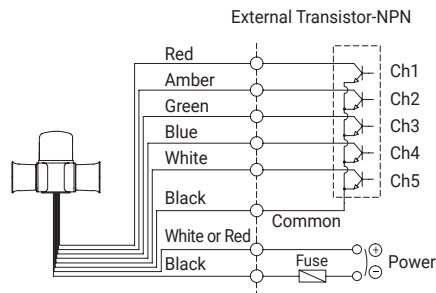 External Transistor-NPN
Red
Ch1
Amber
Ch2
Green
Ch3
Blue
Ch4
White
Ch5
Black
Common
White or Red
+
Fuse
Power
Black
−